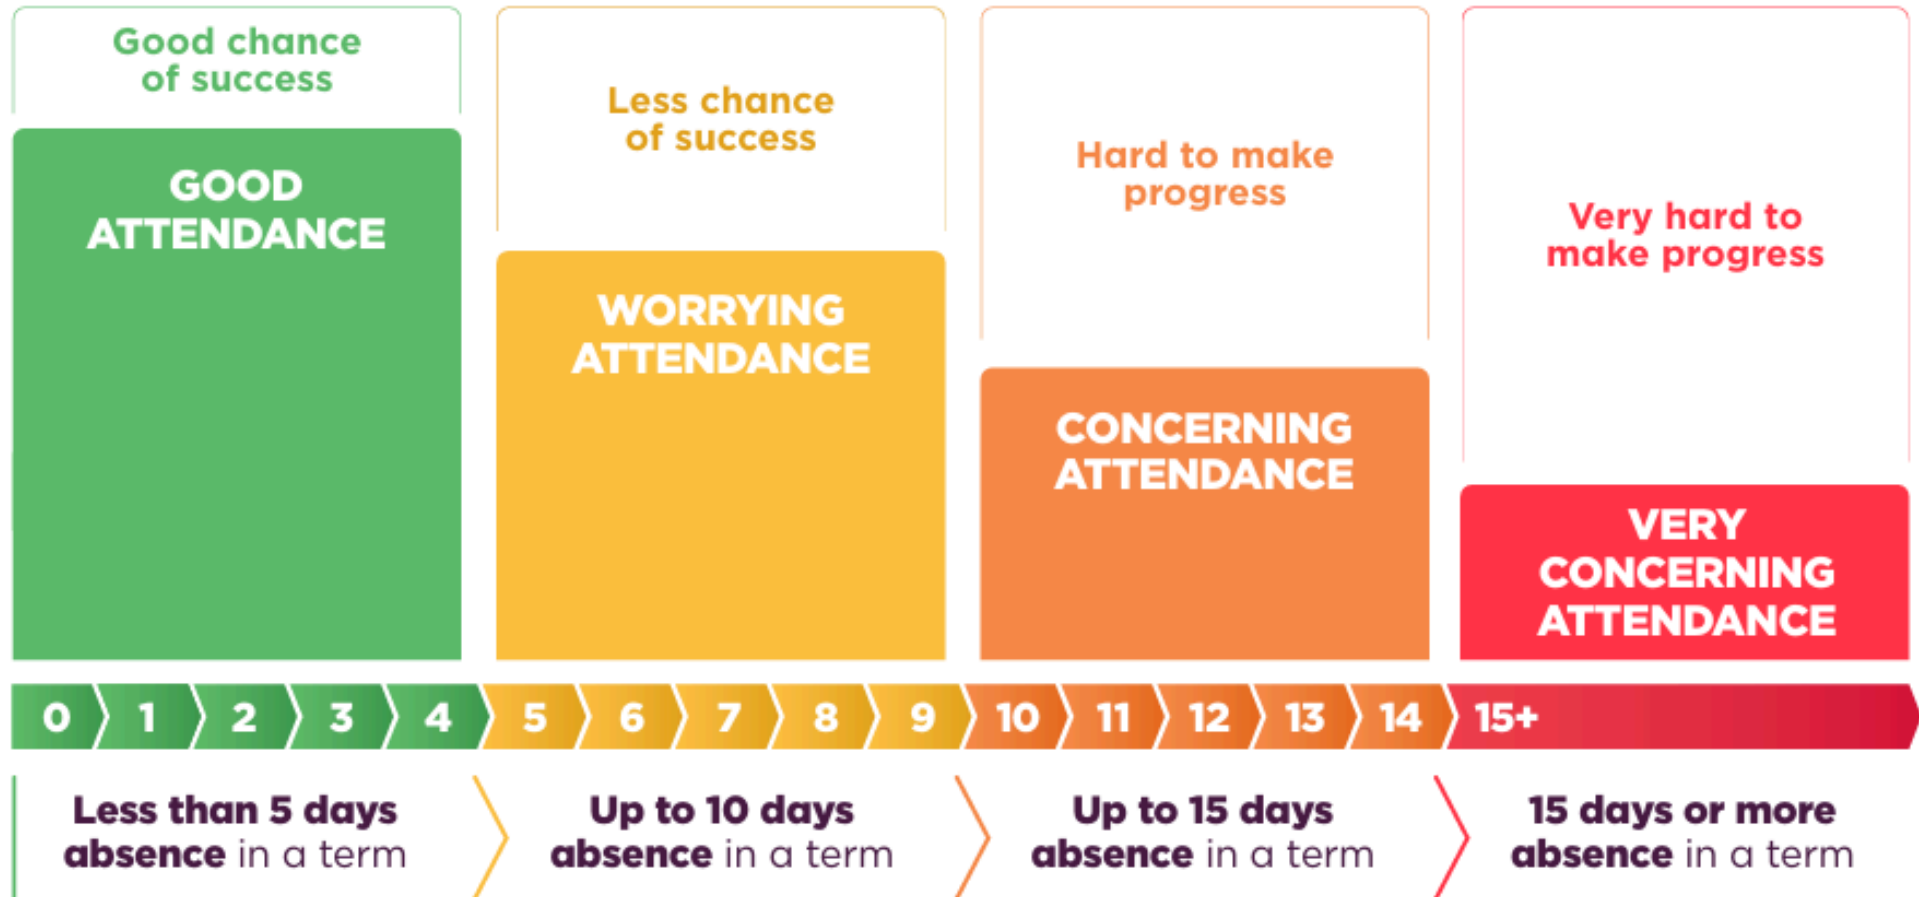 Good chance
of success
GOOD
ATTENDANCE
Less chance
of success
WORRYING
ATTENDANCE
Hard to make
progress
CONCERNING
ATTENDANCE
Very hard to
make progress
VERY
CONCERNING
ATTENDANCE
0 1 2 3 4 5 6 7 8 9 10 11 12 13 14 15+
Less than 5 days
absence in a term
Up to 10 days
absence in a term
Up to 15 days
absence in a term
15 days or more
absence in a term